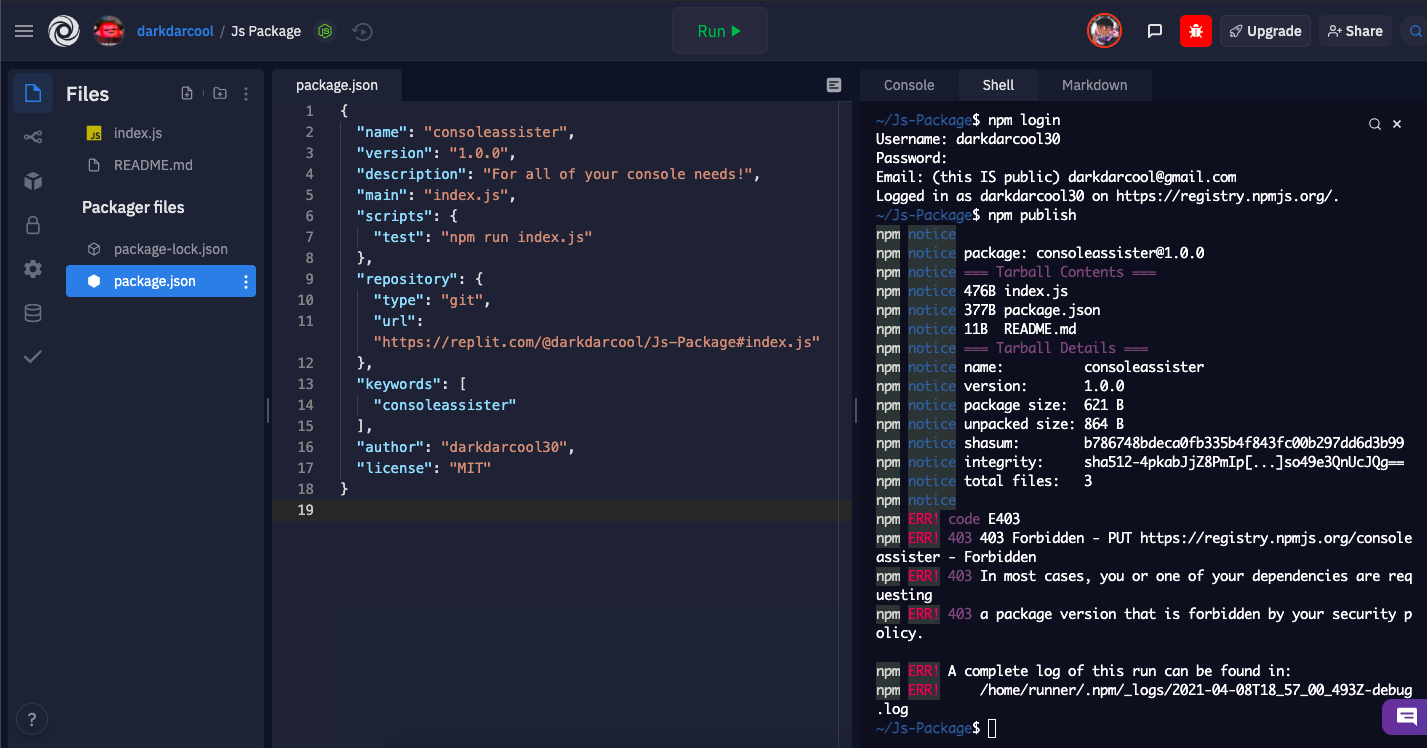 darkdarcool / Js Package
Run
Upgrade
Share
Files
index.js
README.md
Packager files
package-lock.json
package.json
?
package.json
1 {
2 "name": "consoleassister",
3 "version": "1.0.0",
4 "description": "For all of your console needs!",
5 "main": "index.js",
6 "scripts": {
7 "test": "npm run index.js"
8 },
9 "repository": {
10 "type": "git",
11 "url":
"https://replit.com/@darkdarcool/Js-Package#index.js"
12 },
13 "keywords": [
14 "consoleassister"
15 ],
16 "author": "darkdarcool30",
17 "license": "MIT"
18 }
19
Console Shell Markdown
~/Js-Package$ npm login
Username: darkdarcool30
Password:
Email: (this IS public) darkdarcool@gmail.com
Logged in as darkdarcool30 on https://registry.npmjs.org/.
~/Js-Package$ npm publish
npm notice
npm notice package: consoleassister@1.0.0
npm notice === Tarball Contents ===
npm notice 476B index.js
npm notice 377B package.json
npm notice 11B README.md
npm notice === Tarball Details ===
npm notice name: consoleassister
npm notice version: 1.0.0
npm notice package size: 621 B
npm notice unpacked size: 864 B
npm notice shasum: b786748bdeca0fb335b4f843fc00b297dd6d3b99
npm notice integrity: sha512-4pkabJjZ8PmIp[...]so49e3QnUcJQg==
npm notice total files: 3
npm notice
npm ERR! code E403
npm ERR! 403 403 Forbidden - PUT https://registry.npmjs.org/console
assister - Forbidden
npm ERR! 403 In most cases, you or one of your dependencies are req
uesting
npm ERR! 403 a package version that is forbidden by your security p
olicy.
npm ERR! A complete log of this run can be found in:
npm ERR! /home/runner/.npm/_logs/2021-04-08T18_57_00_493Z-debug
.log
~/Js-Package$